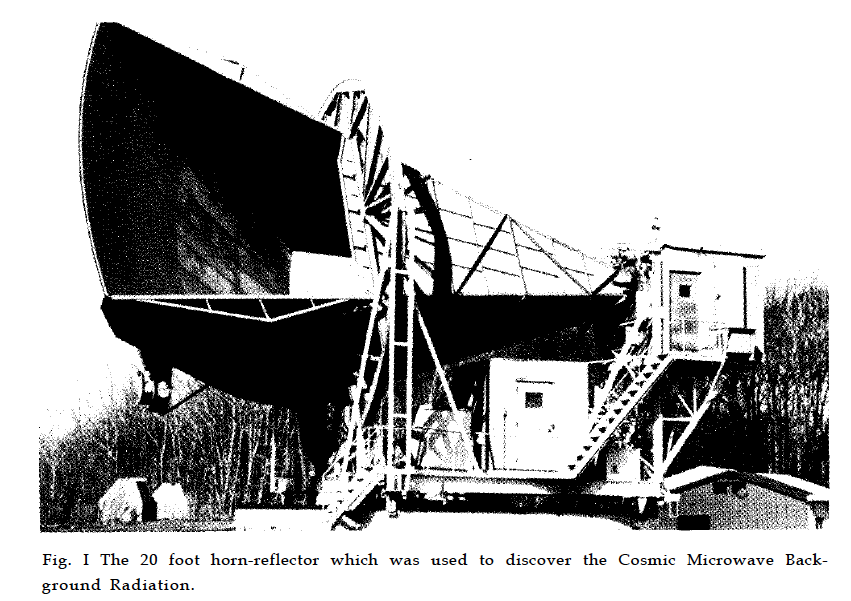 Fig. I The 20 foot horn-reflector which was used to discover the Cosmic Microwave Back-
ground Radiation.